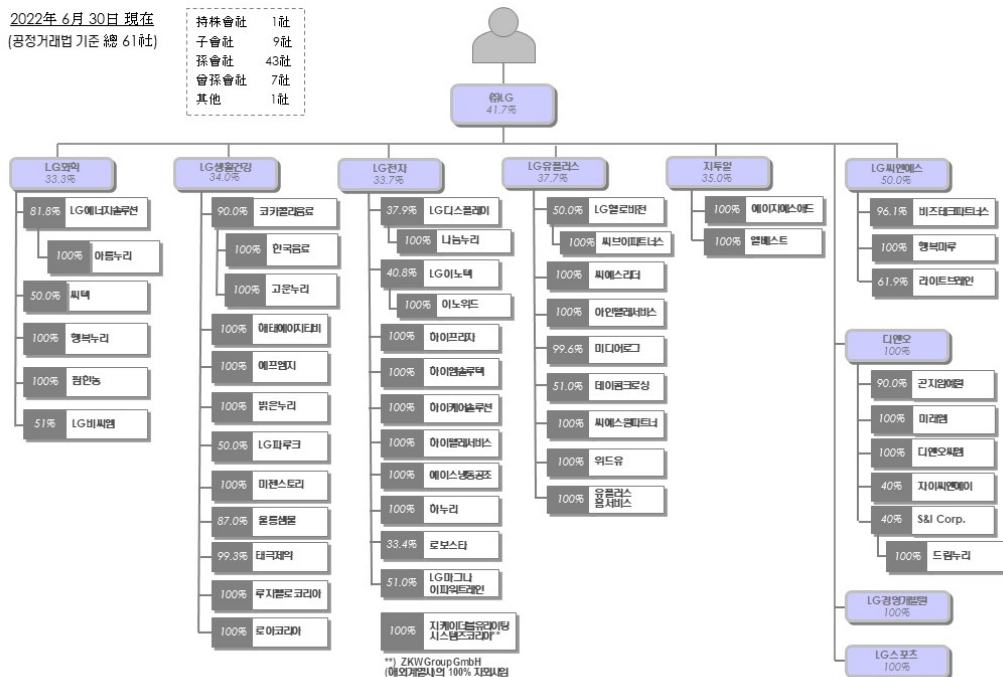 2022년 6월 30일 現在
(공정거래법 기준 總 61社)
持株會社 1社
子會社 9社
孫會社 43社
曾孫會社 7社
其他 1社
㈜LG
41.7%
LG화학
33.3%
81.8% LG에너지솔루션
100% 아름누리
50.0% 씨텍
100% 행복누리
100% 팜한농
51% LG비씨엠
LG생활건강
34.0%
90.0% 코카콜라음료
100% 한국음료
100% 고운누리
100% 해태에이치티비
100% 에프엠지
100% 밝은누리
50.0% LG파루크
100% 미젠스토리
87.0% 울릉샘물
99.3% 태극제약
100% 루치펠로코리아
100% 로아코리아
LG전자
33.7%
37.9% LG디스플레이
100% 나눔누리
40.8% LG이노텍
100% 이노위드
100% 하이프라자
100% 하이엠솔루텍
100% 하이케어솔루션
100% 하이텔레서비스
100% 에이스냉동공조
100% 하누리
33.4% 로보스타
51.0% LG마그나
이파워트레인
100% 지케이더블유라이팅
시스템즈코리아**
**) ZKW Group GmbH
(해외계열사)의 100% 자회사임
LG유플러스
37.7%
50.0% LG헬로비전
100% 씨브이파트너스
100% 씨에스리더
100% 아인텔레서비스
99.6% 미디어로그
51.0% 데이콤크로싱
100% 씨에스원파트너
100% 위드유
100% 유플러스
홈서비스
지투알
35.0%
100% 에이치에스애드
100% 엘베스트
LG씨엔에스
50.0%
96.1% 비즈테크파트너스
100% 행복마루
61.9% 라이트브레인
디앤오
100%
90.0% 곤지암예원
100% 미래엠
100% 디앤오씨엠
40% 자이씨앤에이
40% S&I Corp.
100% 드림누리
LG경영개발원
100%
LG스포츠
100%